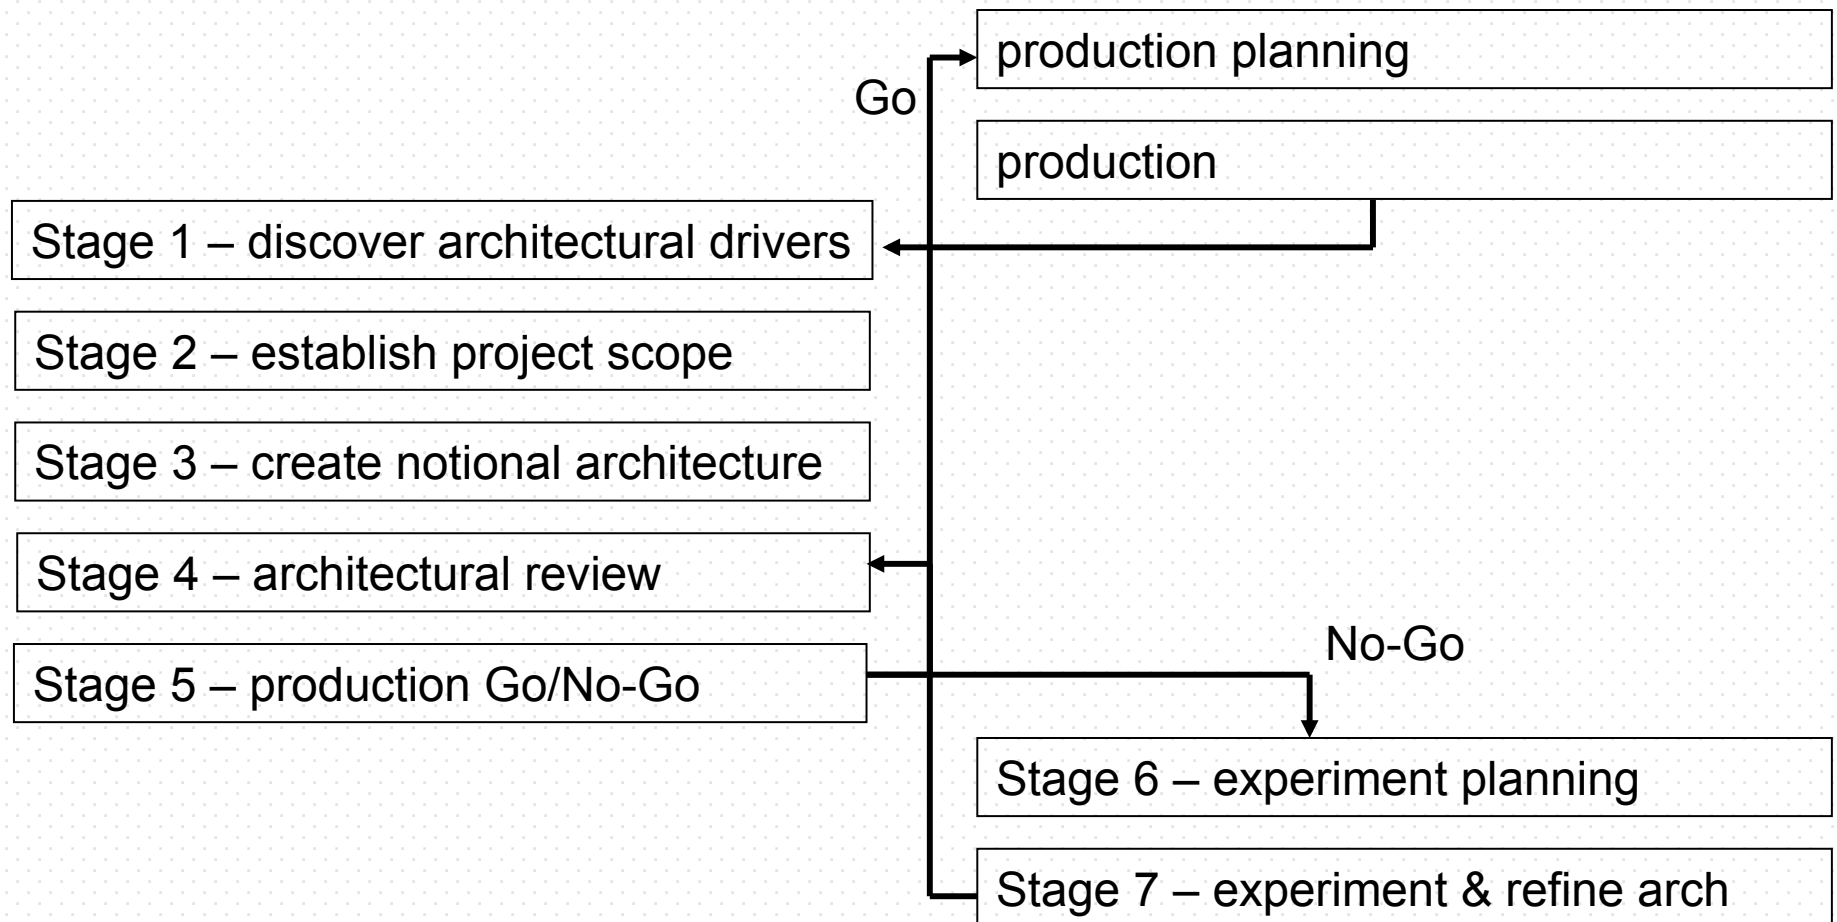 production planning
Go
production
Stage 1 – discover architectural drivers
Stage 2 – establish project scope
Stage 3 – create notional architecture
Stage 4 – architectural review
No-Go
Stage 5 – production Go/No-Go
Stage 6 – experiment planning
Stage 7 – experiment & refine arch